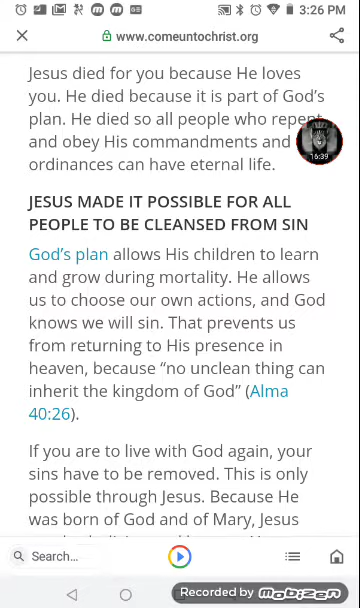 3:26 PM
www.comeuntochrist.org
Jesus died for you because He loves
you. He died because it is part of God's
plan. He died so all people who repent
and obey His commandments and
ordinances can have eternal life.
16:39
JESUS MADE IT POSSIBLE FOR ALL
PEOPLE TO BE CLEANSED FROM SIN
God's plan allows His children to learn
and grow during mortality. He allows
us to choose our own actions, and God
knows we will sin. That prevents us
from returning to His presence in
heaven, because “no unclean thing can
inherit the kingdom of God” (Alma
40:26).
If you are to live with God again, your
sins have to be removed. This is only
possible through Jesus. Because He
was born of God and of Mary, Jesus
Search...
Recorded by mobizen